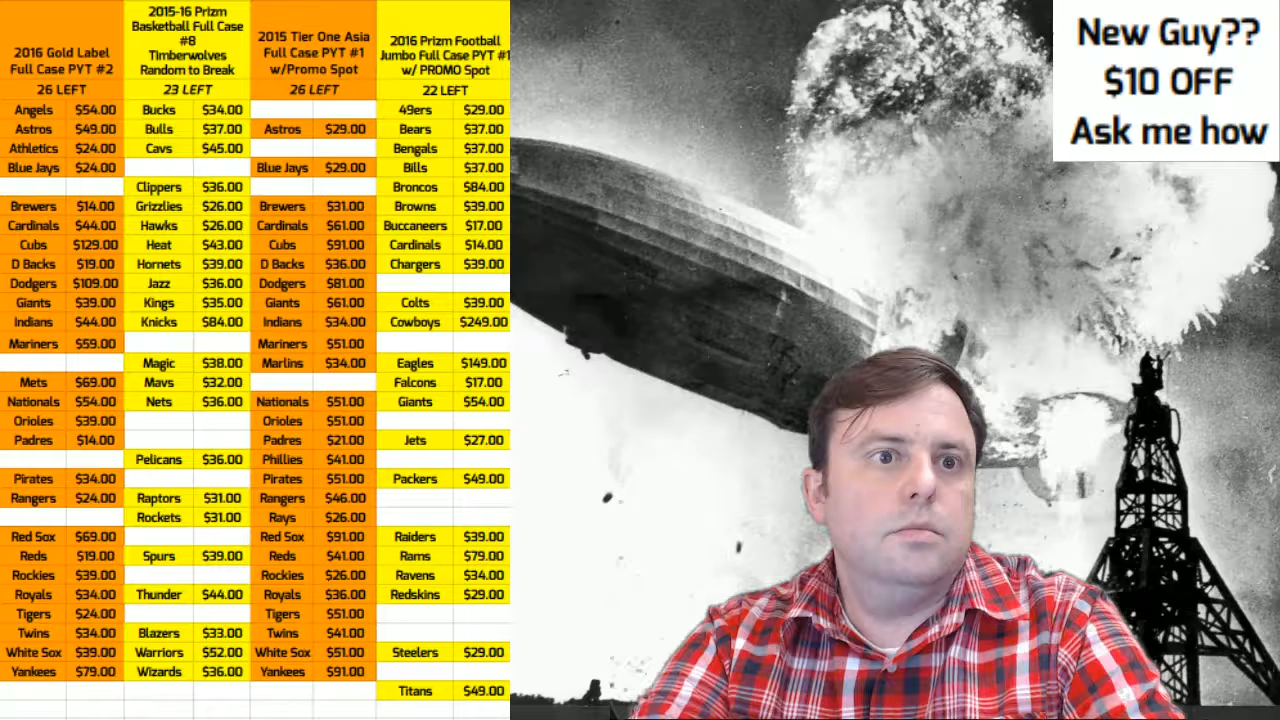 2016 Gold Label
Full Case PYT #2
26 LEFT
Angels $54.00
Astros $49.00
Athletics $24.00
Blue Jays $24.00
Brewers $14.00
Cardinals $44.00
Cubs $129.00
D Backs $19.00
Dodgers $109.00
Giants $39.00
Indians $44.00
Mariners $59.00
Mets $69.00
Nationals $54.00
Orioles $39.00
Padres $14.00
Pirates $34.00
Rangers $24.00
Red Sox $69.00
Reds $19.00
Rockies $39.00
Royals $34.00
Tigers $24.00
Twins $34.00
White Sox $39.00
Yankees $79.00
2015-16 Prizm
Basketball Full Case
#8
Timberwolves
Random to Break
23 LEFT
Bucks $34.00
Bulls $37.00
Cavs $45.00
Clippers $36.00
Grizzlies $26.00
Hawks $26.00
Heat $43.00
Hornets $39.00
Jazz $36.00
Kings $35.00
Knicks $84.00
Magic $38.00
Mavs $32.00
Nets $36.00
Pelicans $36.00
Raptors $31.00
Rockets $31.00
Spurs $39.00
Thunder $44.00
Blazers $33.00
Warriors $52.00
Wizards $36.00
2015 Tier One Asia
Full Case PYT #1
w/Promo Spot
26 LEFT
Astros $29.00
Blue Jays $29.00
Brewers $31.00
Cardinals $61.00
Cubs $91.00
D Backs $36.00
Dodgers $81.00
Giants $61.00
Indians $34.00
Mariners $51.00
Marlins $34.00
Nationals $51.00
Orioles $51.00
Padres $21.00
Phillies $41.00
Pirates $51.00
Rangers $46.00
Rays $26.00
Red Sox $91.00
Reds $41.00
Rockies $26.00
Royals $36.00
Tigers $51.00
Twins $41.00
White Sox $51.00
Yankees $91.00
2016 Prizm Football
Jumbo Full Case PYT #1
w/ PROMO Spot
22 LEFT
49ers $29.00
Bears $37.00
Bengals $37.00
Bills $37.00
Broncos $84.00
Browns $39.00
Buccaneers $17.00
Cardinals $14.00
Chargers $39.00
Colts $39.00
Cowboys $249.00
Eagles $149.00
Falcons $17.00
Giants $54.00
Jets $27.00
Packers $49.00
Raiders $39.00
Rams $79.00
Ravens $34.00
Redskins $29.00
Steelers $29.00
Titans $49.00
New Guy??
$10 OFF
Ask me how